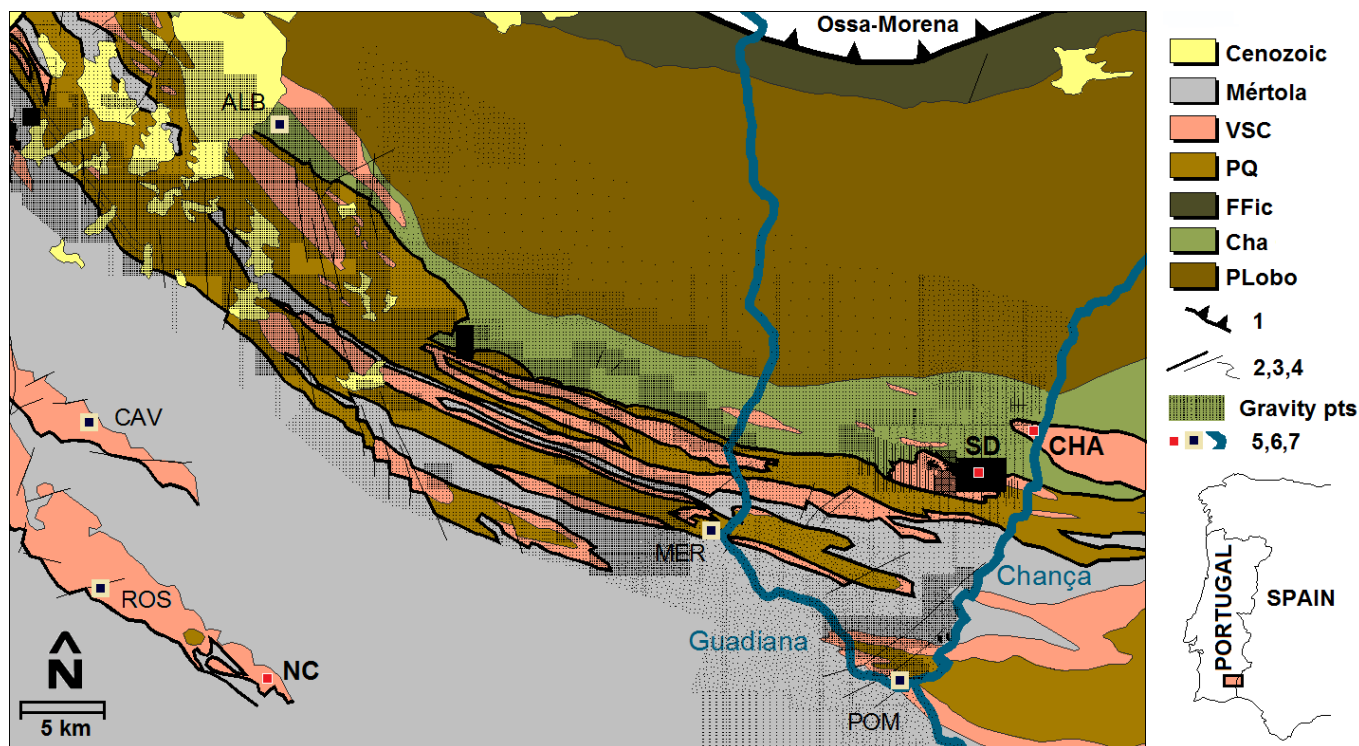 Ossa-Morena
ALB
CAV
SD
CHA
MER
Chança
ROS
Guadiana
NC
POM
N
5 km
Cenozoic
Mértola
VSC
PQ
FFic
Cha
PLobo
1
2,3,4
Gravity pts
5,6,7
PORTUGAL
SPAIN